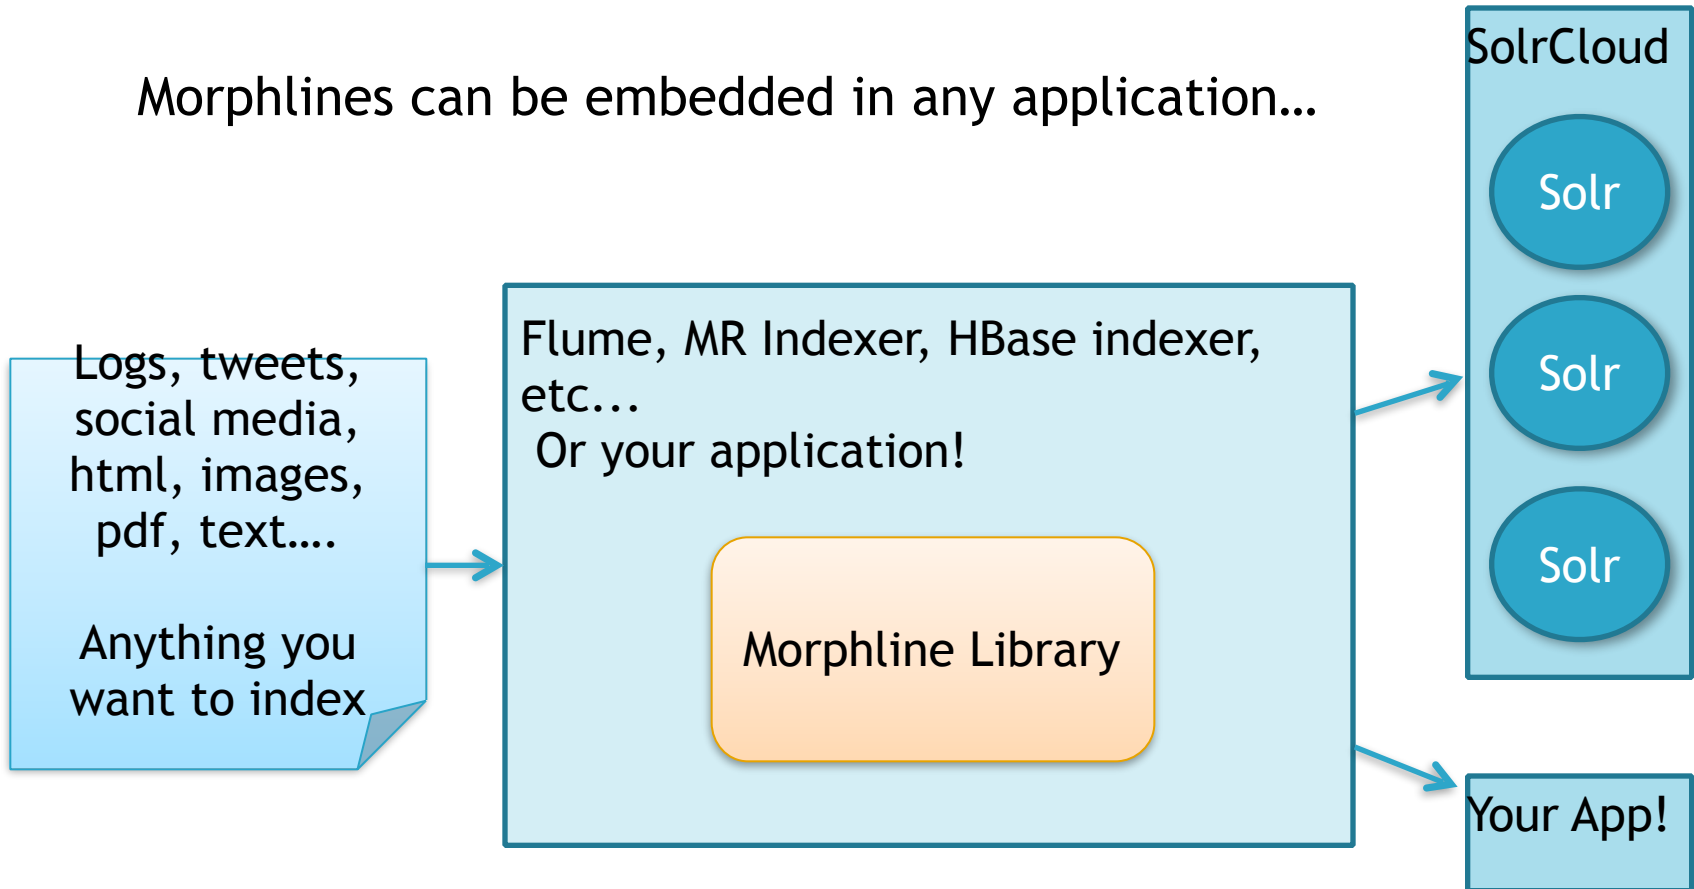 Morphlines can be embedded in any application…
Logs, tweets,
social media,
html, images,
pdf, text….
Anything you
want to index
Flume, MR Indexer, HBase indexer,
etc...
Or your application!
Morphline Library
SolrCloud
Solr
Solr
Solr
Your App!